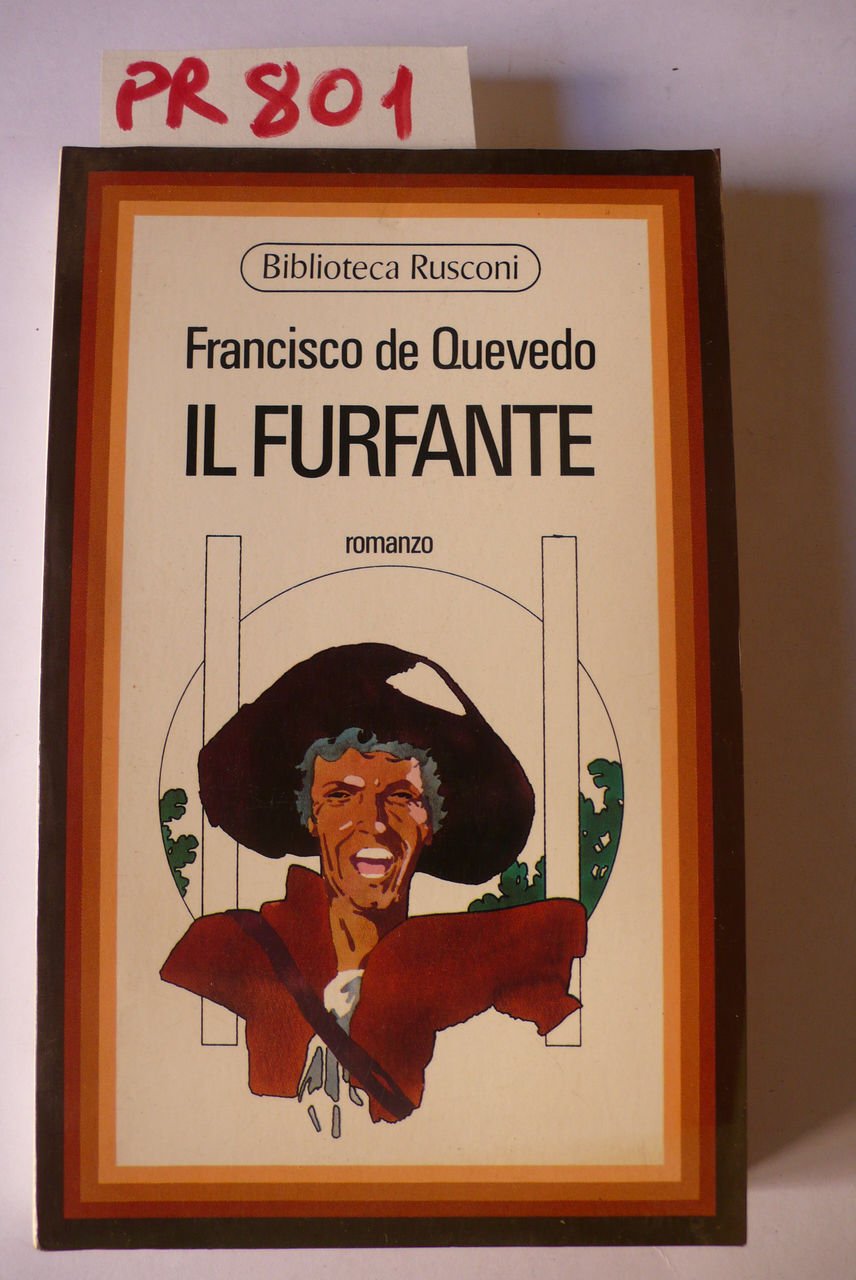 PR 801
Biblioteca Rusconi
Francisco de Quevedo
IL FURFANTE
romanzo